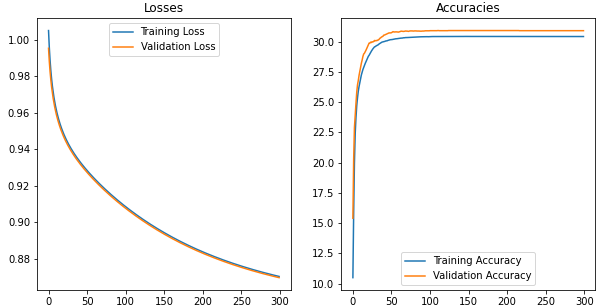 Losses
1.00
0.98
0.96
0.94
0.92
0.90
0.88
0 50 100 150 200 250 300
Training Loss
Validation Loss
Accuracies
30.0
27.5
25.0
22.5
20.0
17.5
15.0
12.5
10.0
0 50 100 150 200 250 300
Training Accuracy
Validation Accuracy